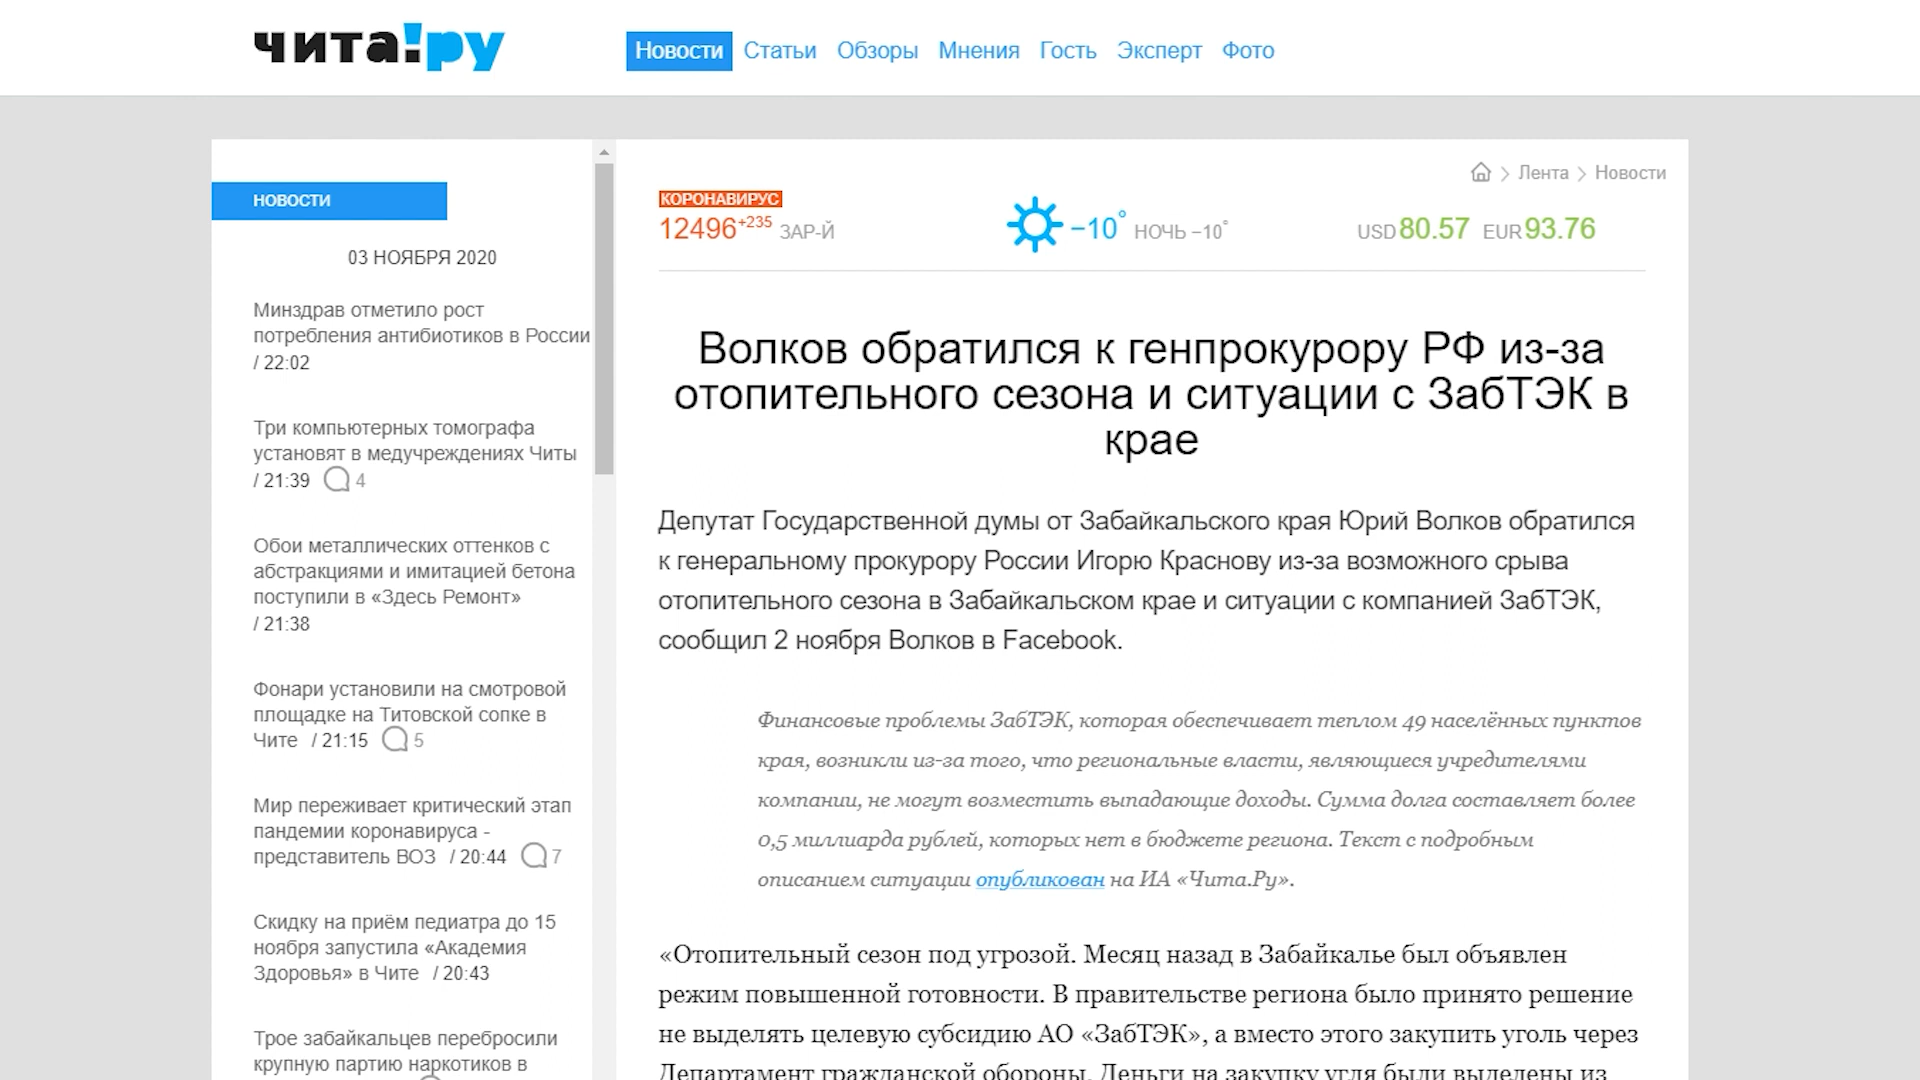 чита!ру
Новости Статьи Обзоры Мнения Гость Эксперт Фото
НОВОСТИ
03 НОЯБРЯ 2020
Минздрав отметило рост
потребления антибиотиков в России
/ 22:02
Три компьютерных томографа
установят в медучреждениях Читы
/ 21:39 4
Обои металлических оттенков с
абстракциями и имитацией бетона
поступили в «Здесь Ремонт»
/ 21:38
Фонари установили на смотровой
площадке на Титовской сопке в
Чите / 21:15 5
Мир переживает критический этап
пандемии коронавируса -
представитель ВОЗ / 20:44 7
Скидку на приём педиатра до 15
ноября запустила «Академия
Здоровья» в Чите / 20:43
Трое забайкальцев перебросили
крупную партию наркотиков в
Лента Новости
КОРОНАВИРУС
12496+235 ЗАР-Й −10° НОЧЬ −10° USD 80.57 EUR 93.76
Волков обратился к генпрокурору РФ из-за
отопительного сезона и ситуации с ЗабТЭК в
крае
Депутат Государственной думы от Забайкальского края Юрий Волков обратился
к генеральному прокурору России Игорю Краснову из-за возможного срыва
отопительного сезона в Забайкальском крае и ситуации с компанией ЗабТЭК,
сообщил 2 ноября Волков в Facebook.
Финансовые проблемы ЗабТЭК, которая обеспечивает теплом 49 населённых пунктов
края, возникли из-за того, что региональные власти, являющиеся учредителями
компании, не могут возместить выпадающие доходы. Сумма долга составляет более
0,5 миллиарда рублей, которых нет в бюджете региона. Текст с подробным
описанием ситуации опубликован на ИА «Чита.Ру».
«Отопительный сезон под угрозой. Месяц назад в Забайкалье был объявлен
режим повышенной готовности. В правительстве региона было принято решение
не выделять целевую субсидию АО «ЗабТЭК», а вместо этого закупить уголь через
Департамент гражданской обороны. Деньги на закупку угля были выделены из